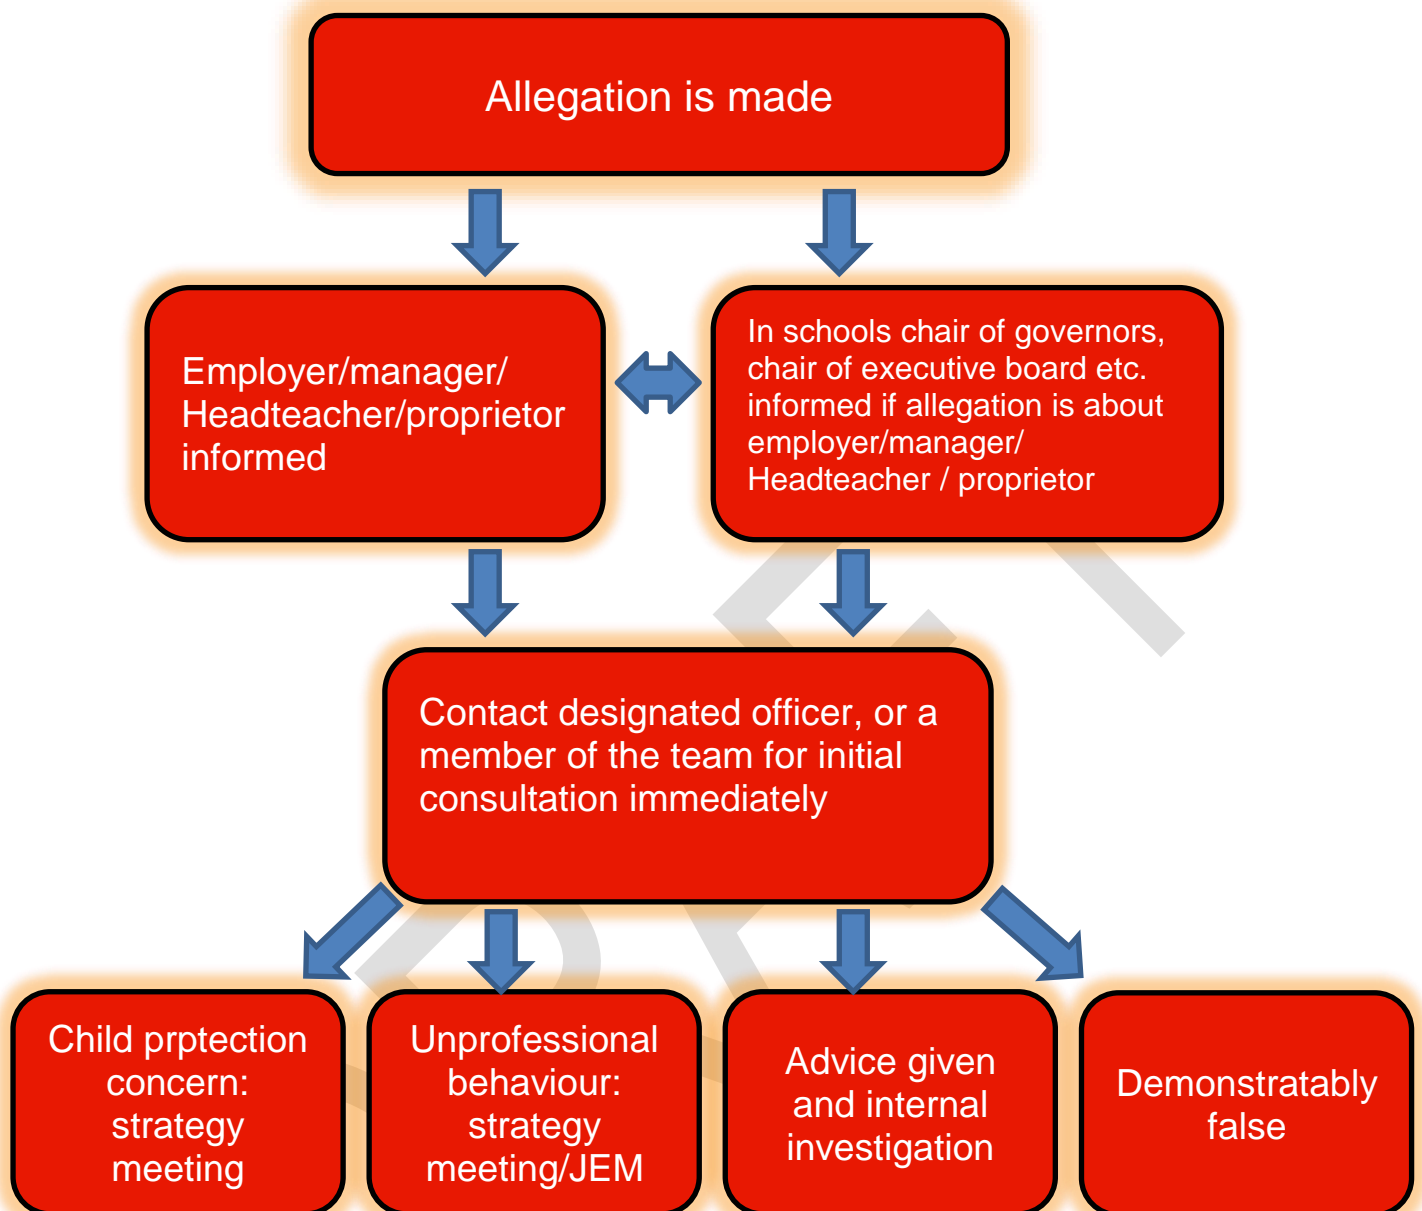 Allegation is made
Employer/manager/
Headteacher/proprietor
informed
In schools chair of governors,
chair of executive board etc.
informed if allegation is about
employer/manager/
Headteacher / proprietor
Contact designated officer, or a
member of the team for initial
consultation immediately
Child prptection
concern:
strategy
meeting
Unprofessional
behaviour:
strategy
meeting/JEM
Advice given
and internal
investigation
Demonstratably
false